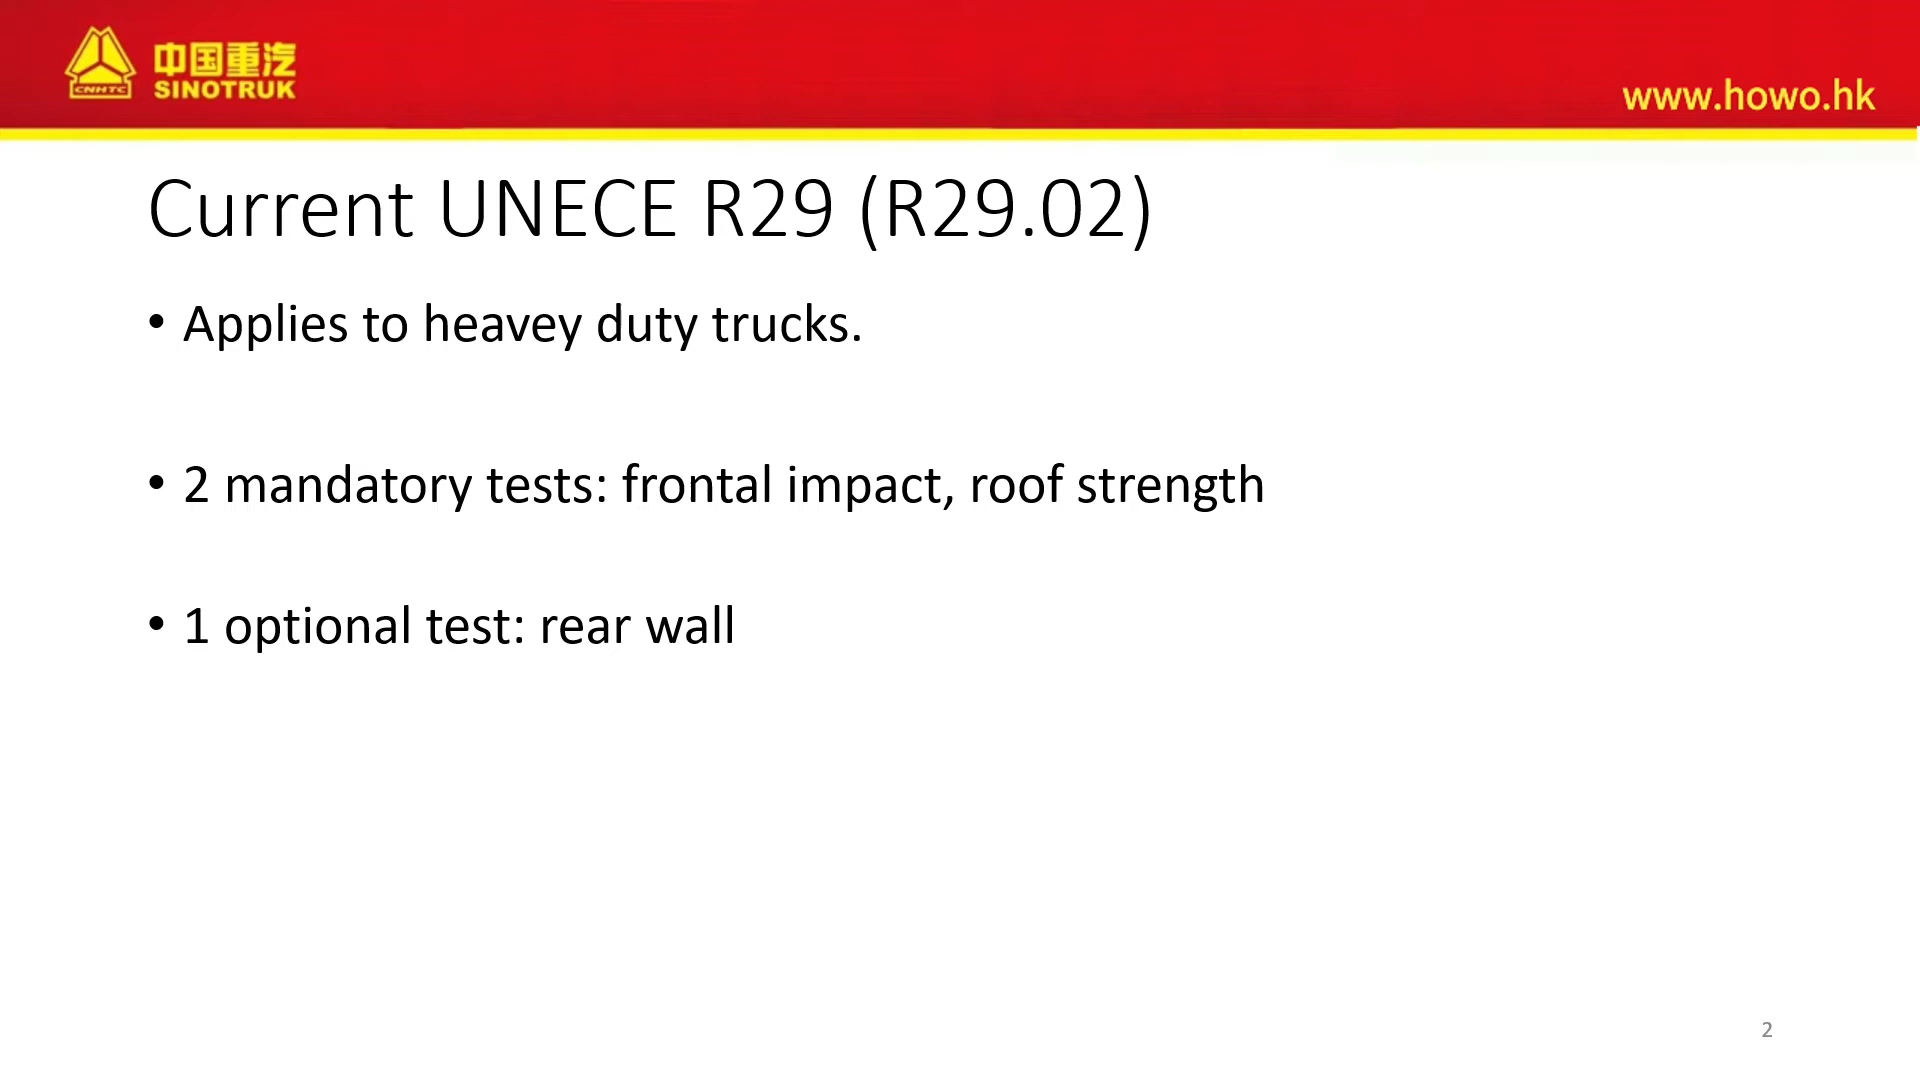 中国重汽
CNHTC
SINOTRUK
www.howo.hk
Current UNECE R29 (R29.02)
• Applies to heavey duty trucks.
• 2 mandatory tests: frontal impact, roof strength
• 1 optional test: rear wall
2